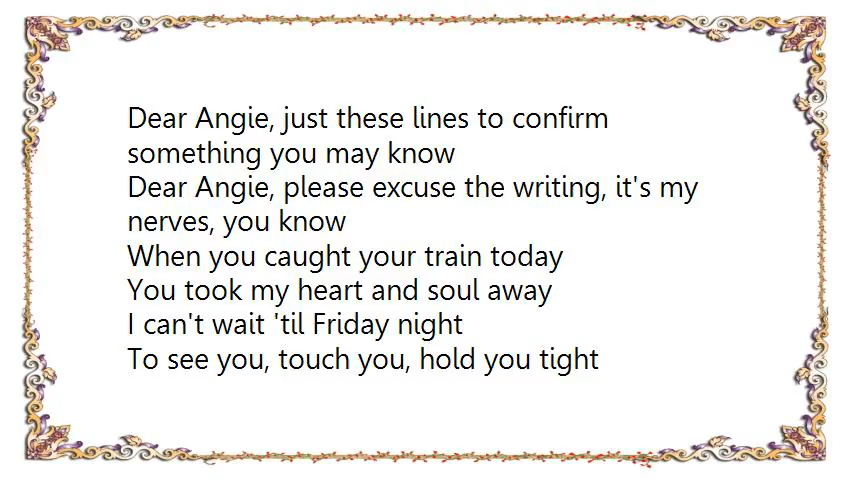 Dear Angie, just these lines to confirm
something you may know
Dear Angie, please excuse the writing, it's my
nerves, you know
When you caught your train today
You took my heart and soul away
I can't wait 'til Friday night
To see you, touch you, hold you tight